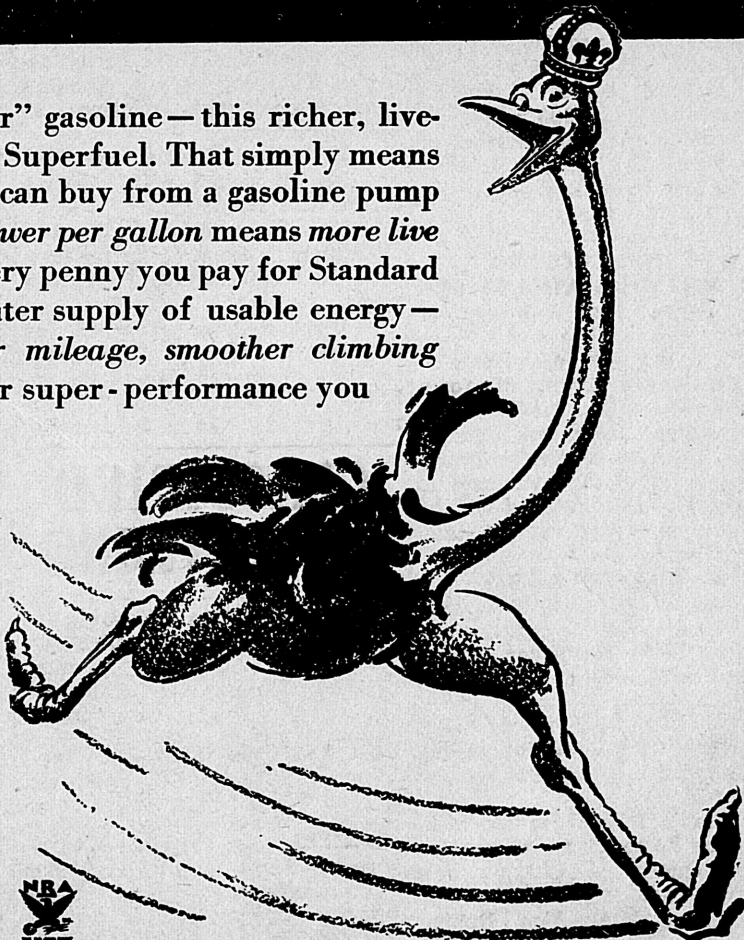 r” gasoline—this richer, live-
Superfuel. That simply means
can buy from a gasoline pump
wer per gallon means more live
ry penny you pay for Standard
ter supply of usable energy—
mileage, smoother climbing
r super-performance you
NRA